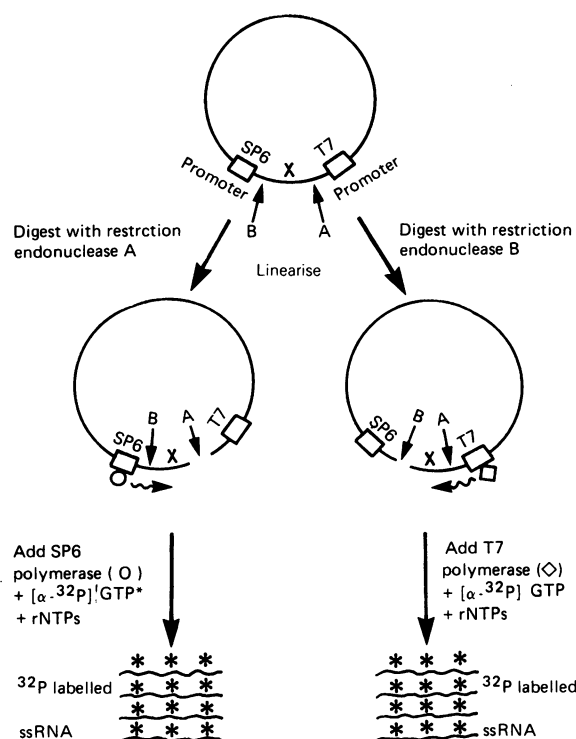 SP6
X
T7
Promoter
Promoter
B
A
Digest with restrction
endonuclease A
Digest with restriction
endonuclease B
Linearise
SP6
B
X
A
T7
SP6
B
X
A
T7
Add SP6
polymerase ( O )
+ [α-32P] GTP*
+ rNTPs
Add T7
polymerase (◇)
+ [α-32P] GTP
+ rNTPs
* * *
32P labelled
* * *
* * *
ssRNA
* * *
* * *
* * *
32P labelled
* * *
ssRNA
* * *